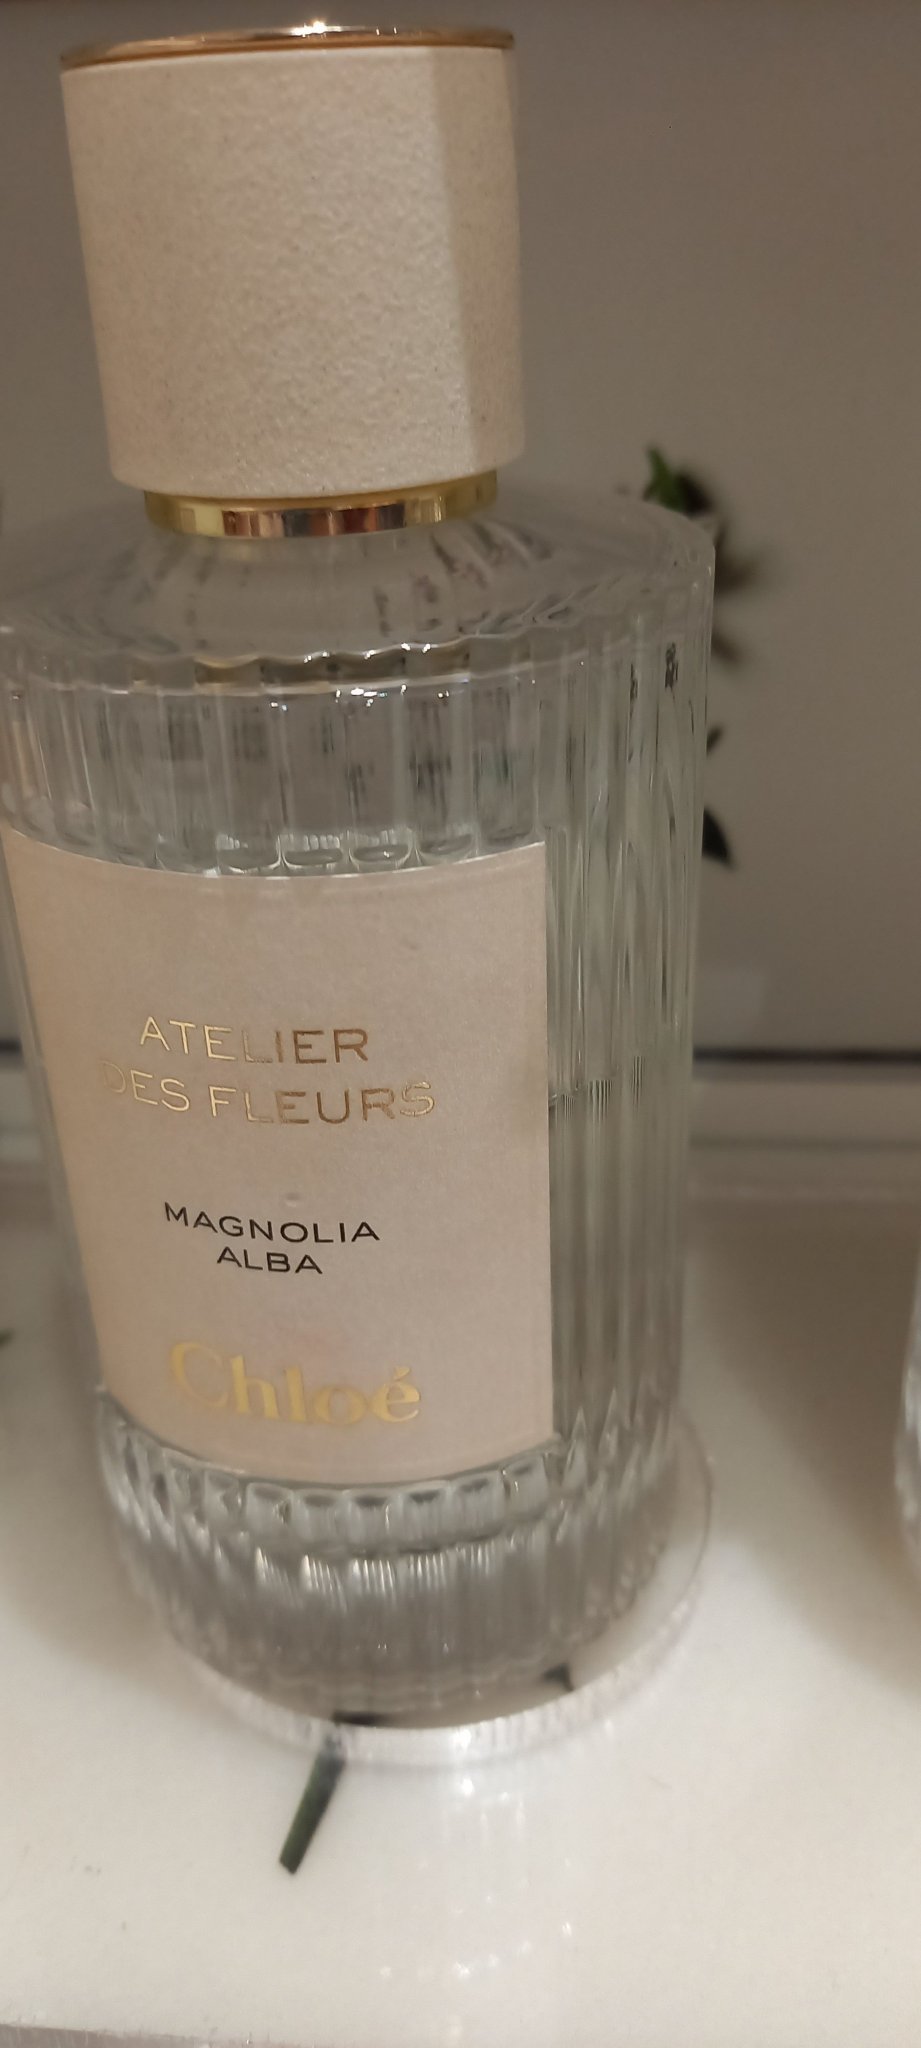 ATELIER
DES FLEURS
MAGNOLIA
ALBA
Chloé